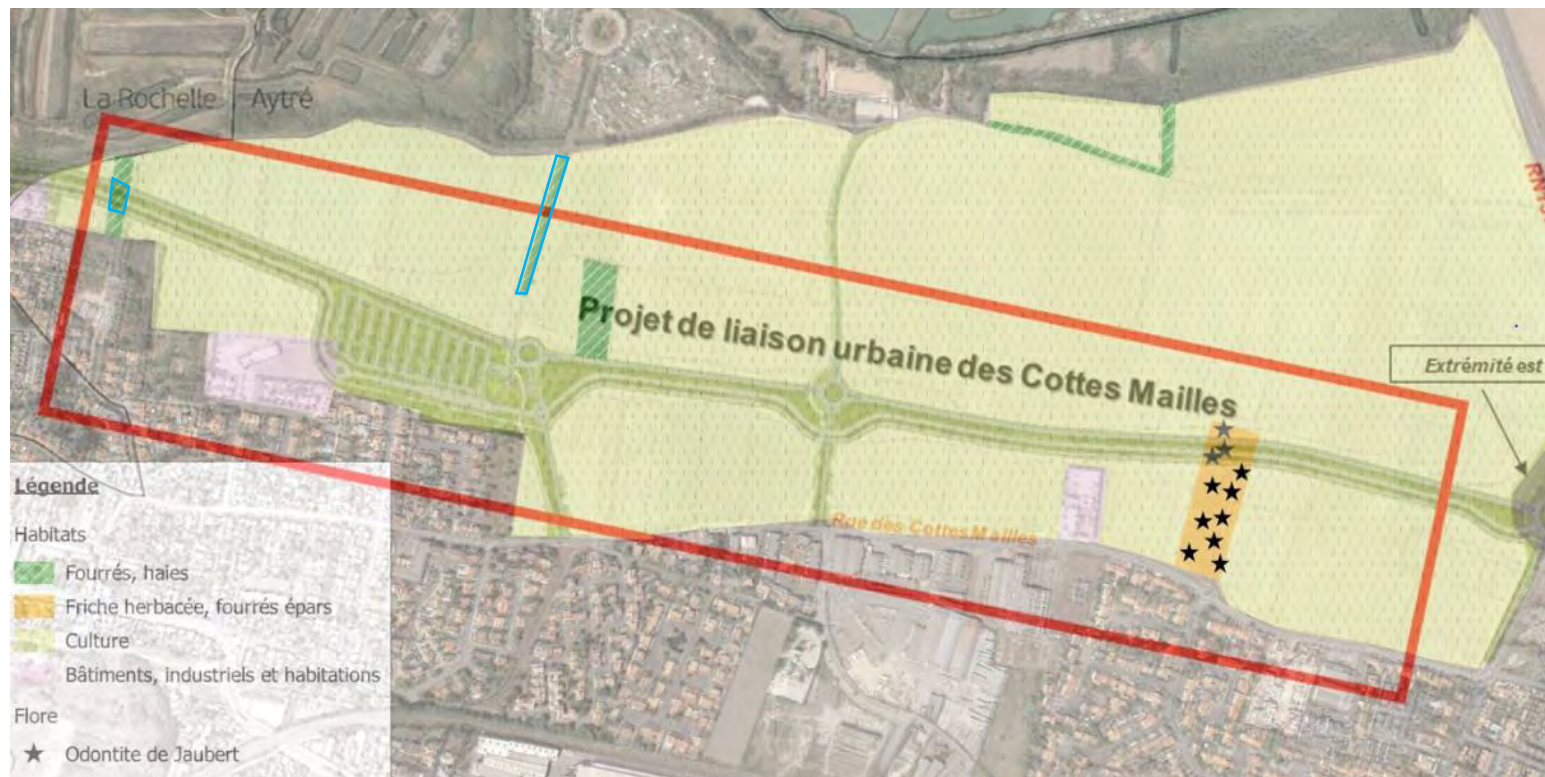 La Rochelle Aytré
Projet de liaison urbaine des Cottes Mailles
Extrémité est
Rue des Cottes Mailles
Légende
Habitats
Fourrés, haies
Friche herbacée, fourrés épars
Culture
Bâtiments, industriels et habitations
Flore
Odontite de Jaubert